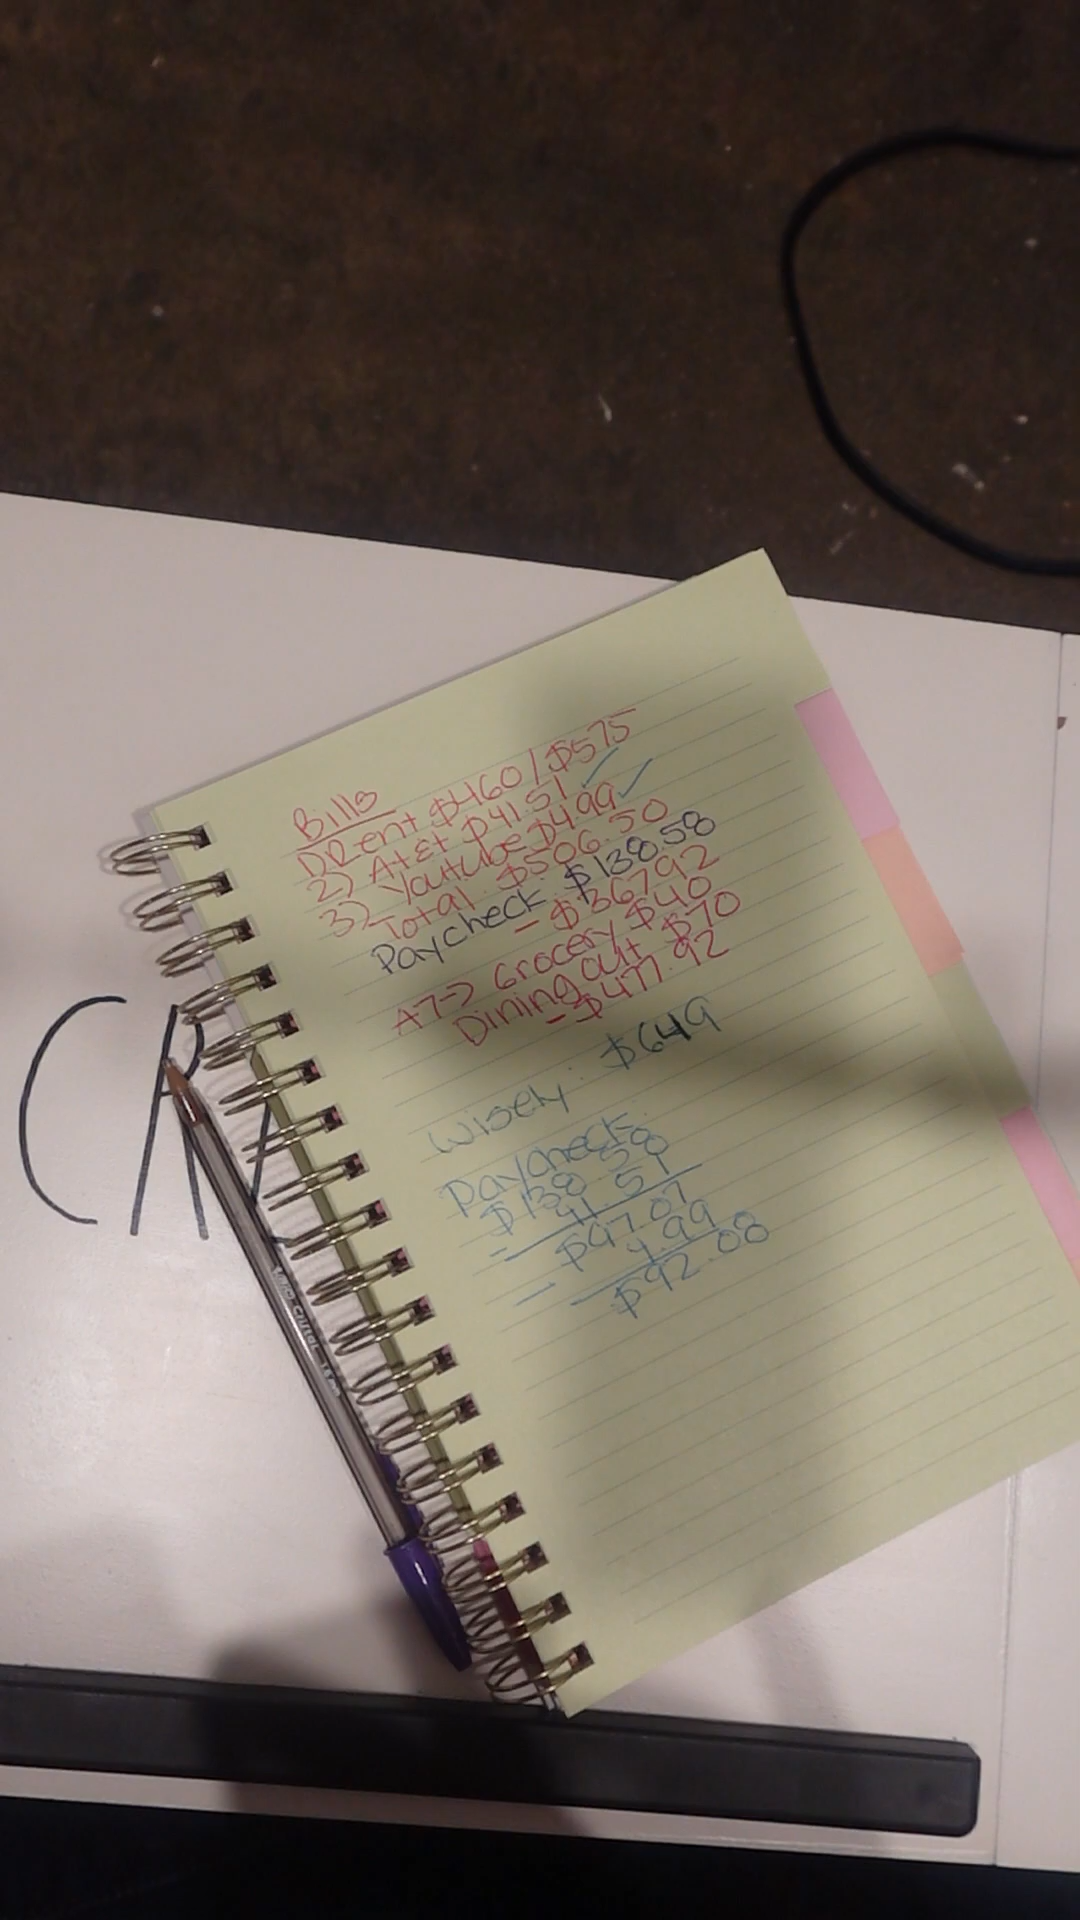 Bills
1) Rent $460 / $575
2) At&t $41.51 ✓
3) Youtube $4.99 ✓
Total: $506.50
Paycheck: $138.58
- $367.92
A7-> Grocery $40
Dining out $70
- $477.92
Wisely: $649
Paycheck:
$138.58
- 41.51
$97.07
- 4.99
$92.08